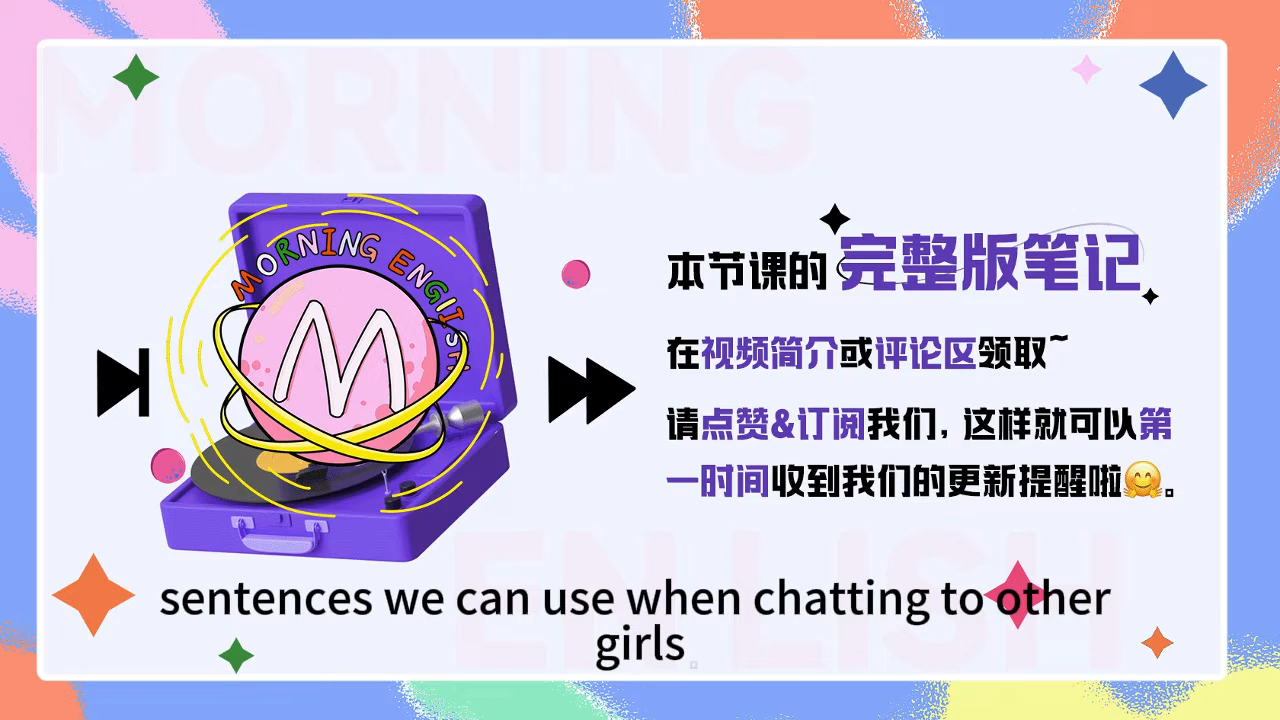 MORNING
MORNING ENGlISH
M
本节课的 完整版笔记
在视频简介或评论区领取~
请点赞&订阅我们，这样就可以第
一时间收到我们的更新提醒啦🤗。
EN LISH
sentences we can use when chatting to other
girls